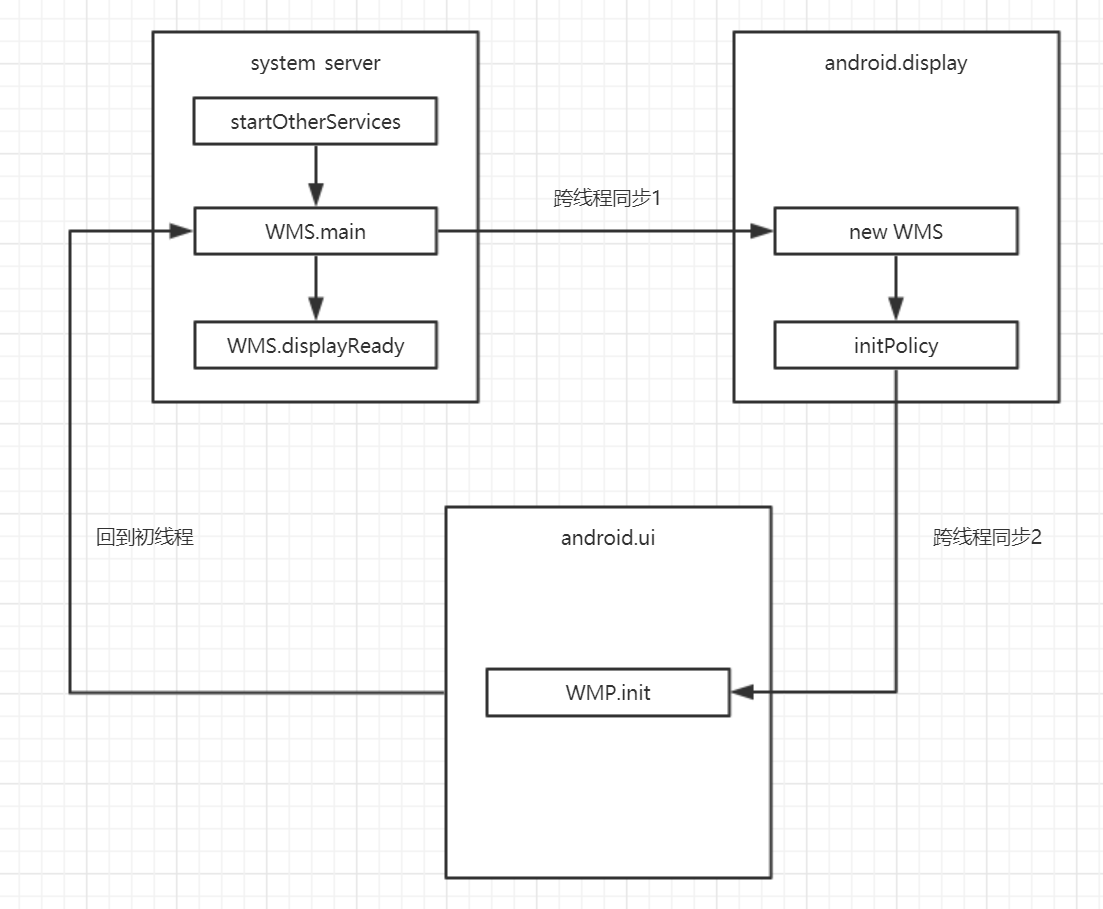 system server
startOtherServices
WMS.main
WMS.displayReady
跨线程同步1
android.display
new WMS
initPolicy
回到初线程
跨线程同步2
android.ui
WMP.init